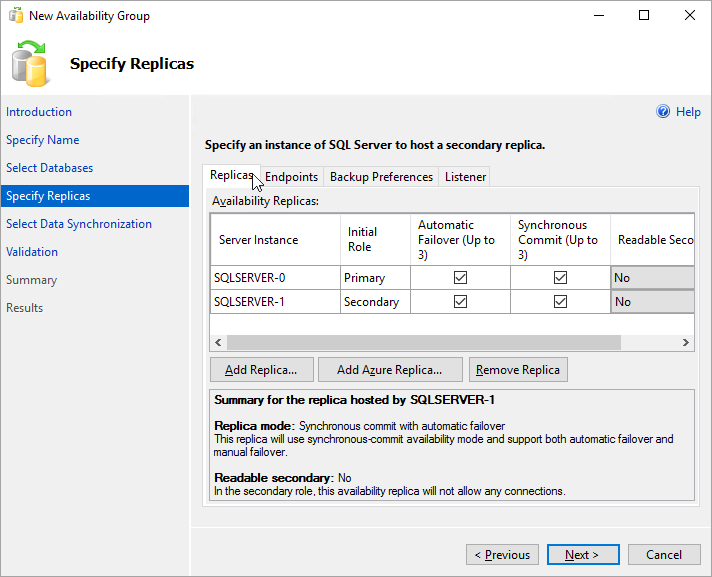 New Availability Group
Specify Replicas
Introduction
Specify Name
Select Databases
Specify Replicas
Select Data Synchronization
Validation
Summary
Results
Help
Specify an instance of SQL Server to host a secondary replica.
Replicas Endpoints Backup Preferences Listener
Availability Replicas:
Server Instance
Initial
Role
Automatic
Failover (Up to
3)
Synchronous
Commit (Up to
3)
Readable Seco
SQLSERVER-0 Primary No
SQLSERVER-1 Secondary No
Add Replica... Add Azure Replica... Remove Replica
Summary for the replica hosted by SQLSERVER-1
Replica mode: Synchronous commit with automatic failover
This replica will use synchronous-commit availability mode and support both automatic failover and
manual failover.
Readable secondary: No
In the secondary role, this availability replica will not allow any connections.
< Previous Next > Cancel